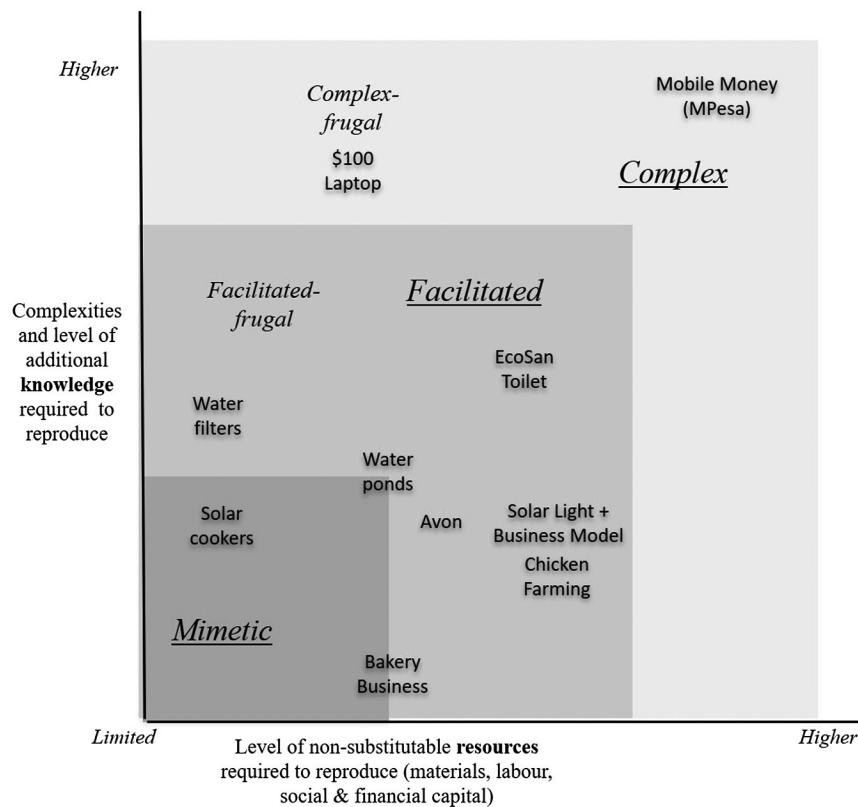 Higher
Complex-
frugal
$100
Laptop
Mobile Money
(MPesa)
Complex
Facilitated-
frugal
Facilitated
Complexities
and level of
additional
knowledge
required to
reproduce
EcoSan
Toilet
Water
filters
Water
ponds
Solar
cookers
Avon
Solar Light +
Business Model
Chicken
Farming
Mimetic
Bakery
Business
Limited
Level of non-substitutable resources
required to reproduce (materials, labour,
social & financial capital)
Higher